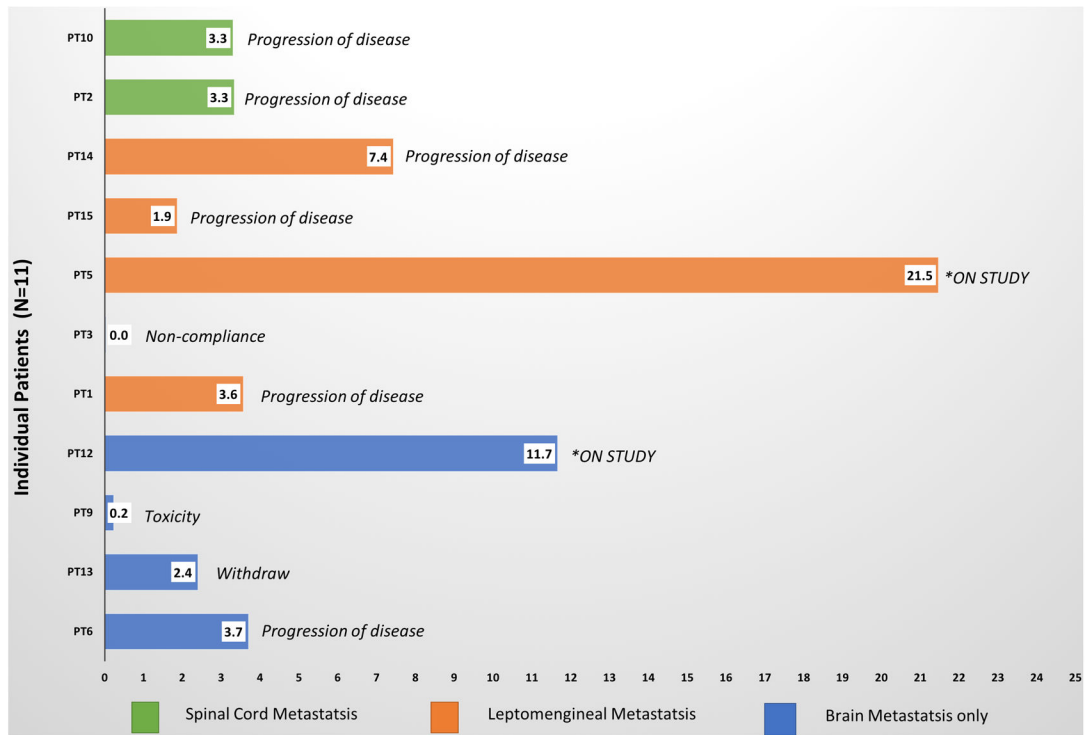 PT10 3.3 Progression of disease
PT2 3.3 Progression of disease
PT14 7.4 Progression of disease
PT15 1.9 Progression of disease
PT5 21.5 *ON STUDY
PT3 0.0 Non-compliance
PT1 3.6 Progression of disease
PT12 11.7 *ON STUDY
PT9 0.2 Toxicity
PT13 2.4 Withdraw
PT6 3.7 Progression of disease
Individual Patients (N=11)
0 1 2 3 4 5 6 7 8 9 10 11 12 13 14 15 16 17 18 19 20 21 22 23 24 25
Spinal Cord Metastatsis Leptomengineal Metastatsis Brain Metastatsis only